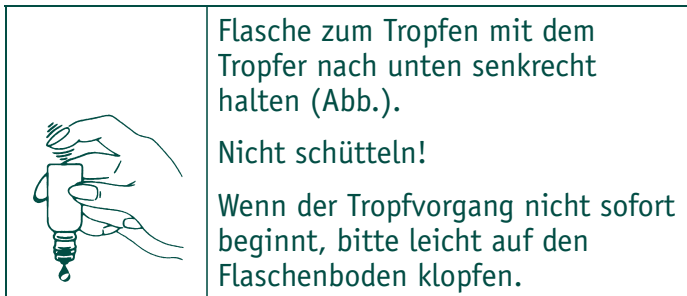 Flasche zum Tropfen mit dem
Tropfer nach unten senkrecht
halten (Abb.).
Nicht schütteln!
Wenn der Tropfvorgang nicht sofort
beginnt, bitte leicht auf den
Flaschenboden klopfen.